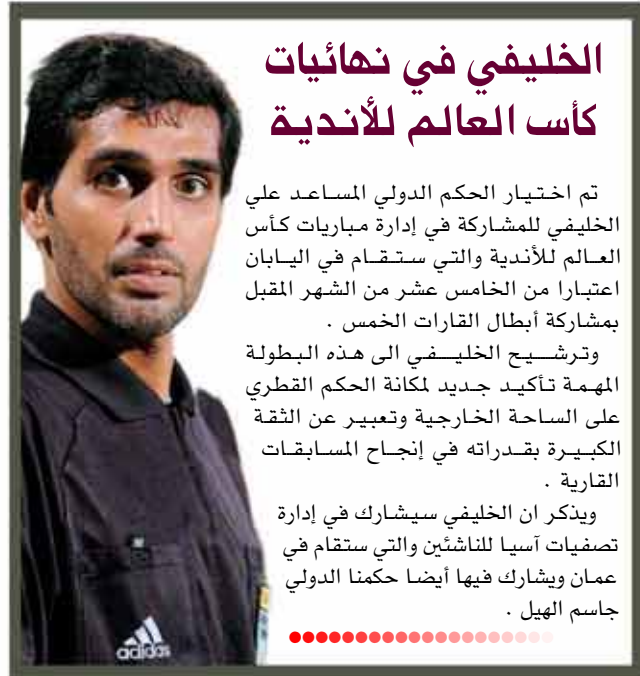 الخليفي في نهائيات
كأس العالم للأندية
تم اختيار الحكم الدولي المساعد علي
الخليفي للمشاركة في إدارة مباريات كأس
العالم للأندية والتي ستقام في اليابان
اعتبارا من الخامس عشر من الشهر المقبل
بمشاركة أبطال القارات الخمس .
وترشيح الخليفي الى هذه البطولة
المهمة تأكيد جديد لمكانة الحكم القطري
على الساحة الخارجية وتعبير عن الثقة
الكبيرة بقدراته في إنجاح المسابقات
القارية .
ويذكر ان الخليفي سيشارك في إدارة
تصفيات آسيا للناشئين والتي ستقام في
عمان ويشارك فيها أيضا حكمنا الدولي
جاسم الهيل .
adidas